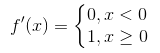 f'(x) = { 0, x < 0
1, x ≥ 0